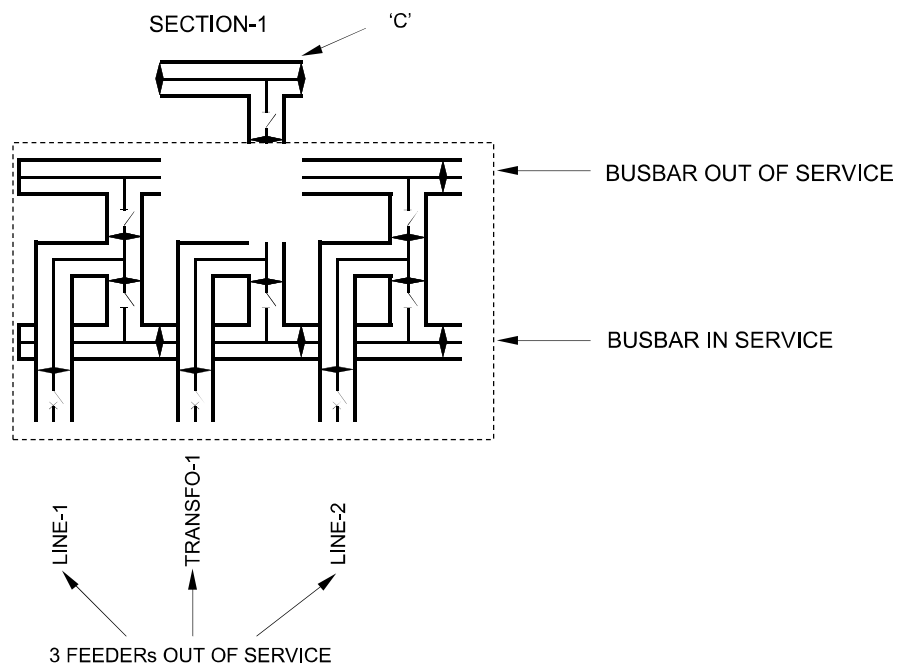 SECTION-1
‘C’
BUSBAR OUT OF SERVICE
BUSBAR IN SERVICE
LINE-1
TRANSFO-1
LINE-2
3 FEEDERs OUT OF SERVICE